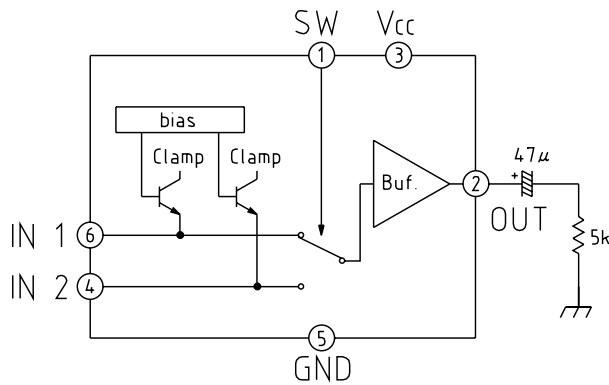 SW
Vcc
1
3
bias
Clamp
Clamp
Buf.
47μ
+
2
OUT
IN 1
6
5k
IN 2
4
5
GND